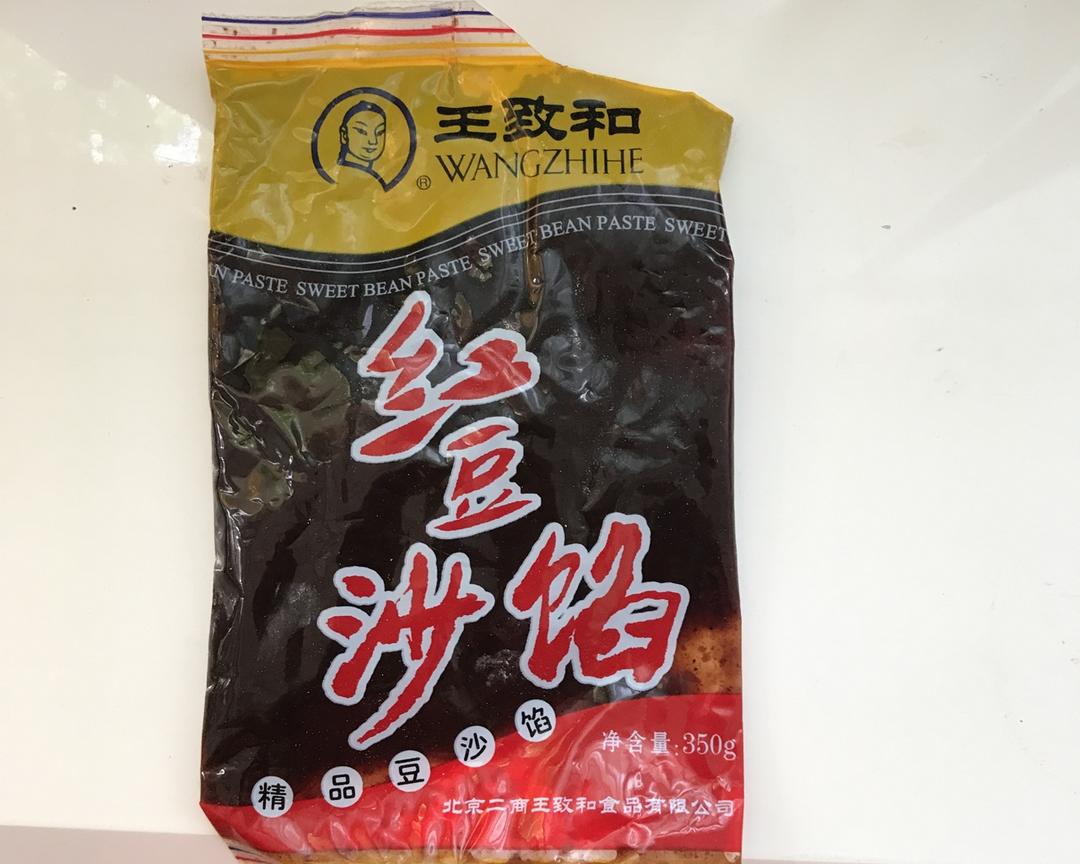 王致和
® WANGZHIHE
N PASTE SWEET BEAN PASTE SWEET BEAN PASTE SWEET
红
豆
沙馅
精品豆沙馅
净含量:350g
北京二商王致和食品有限公司